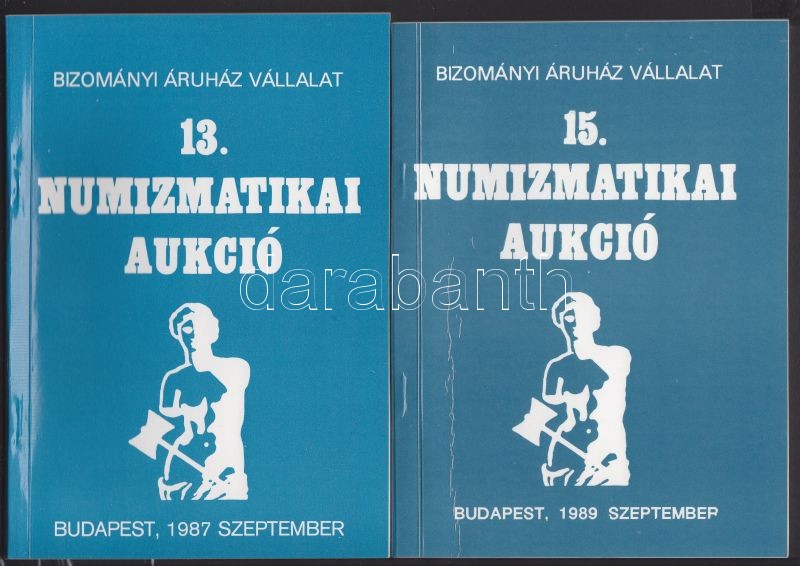 BIZOMÁNYI ÁRUHÁZ VÁLLALAT
13.
NUMIZMATIKAI
AUKCIÓ
BUDAPEST, 1987 SZEPTEMBER
BIZOMÁNYI ÁRUHÁZ VÁLLALAT
15.
NUMIZMATIKAI
AUKCIÓ
BUDAPEST, 1989 SZEPTEMBER
darabanth